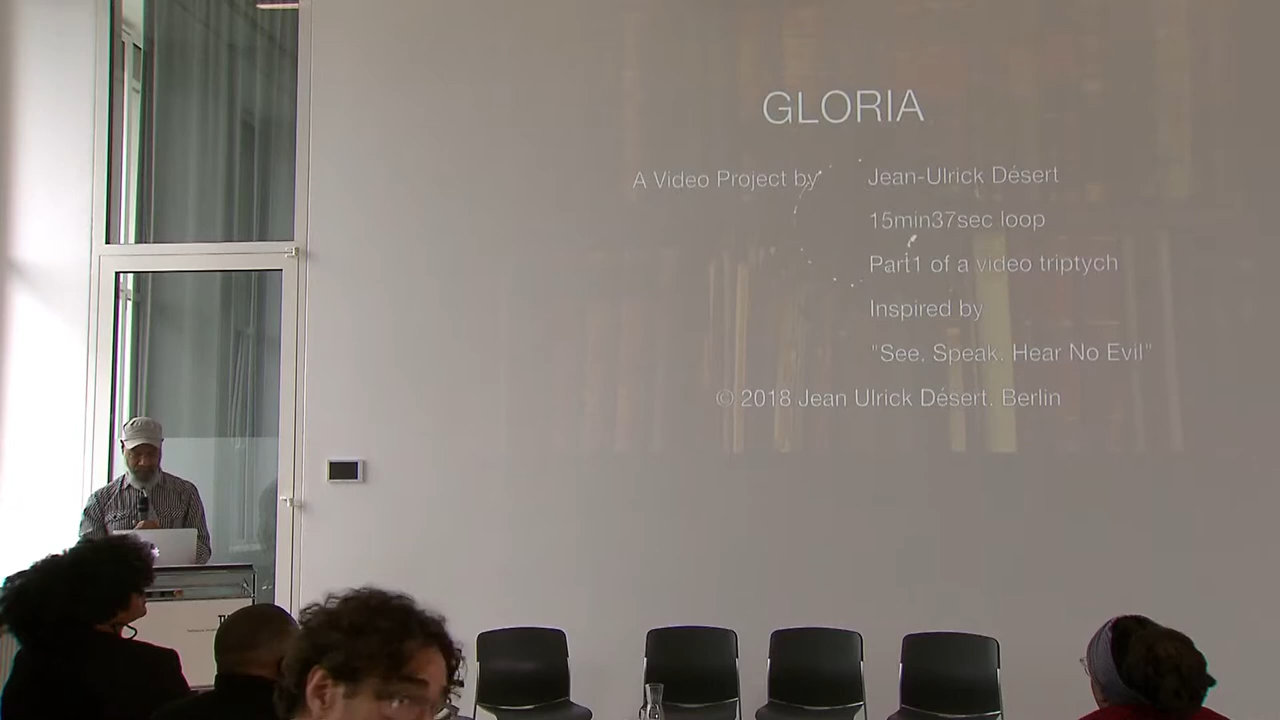 GLORIA
A Video Project by Jean-Ulrick Désert
15min37sec loop
Part1 of a video triptych
Inspired by
"See. Speak. Hear No Evil"
© 2018 Jean Ulrick Désert. Berlin